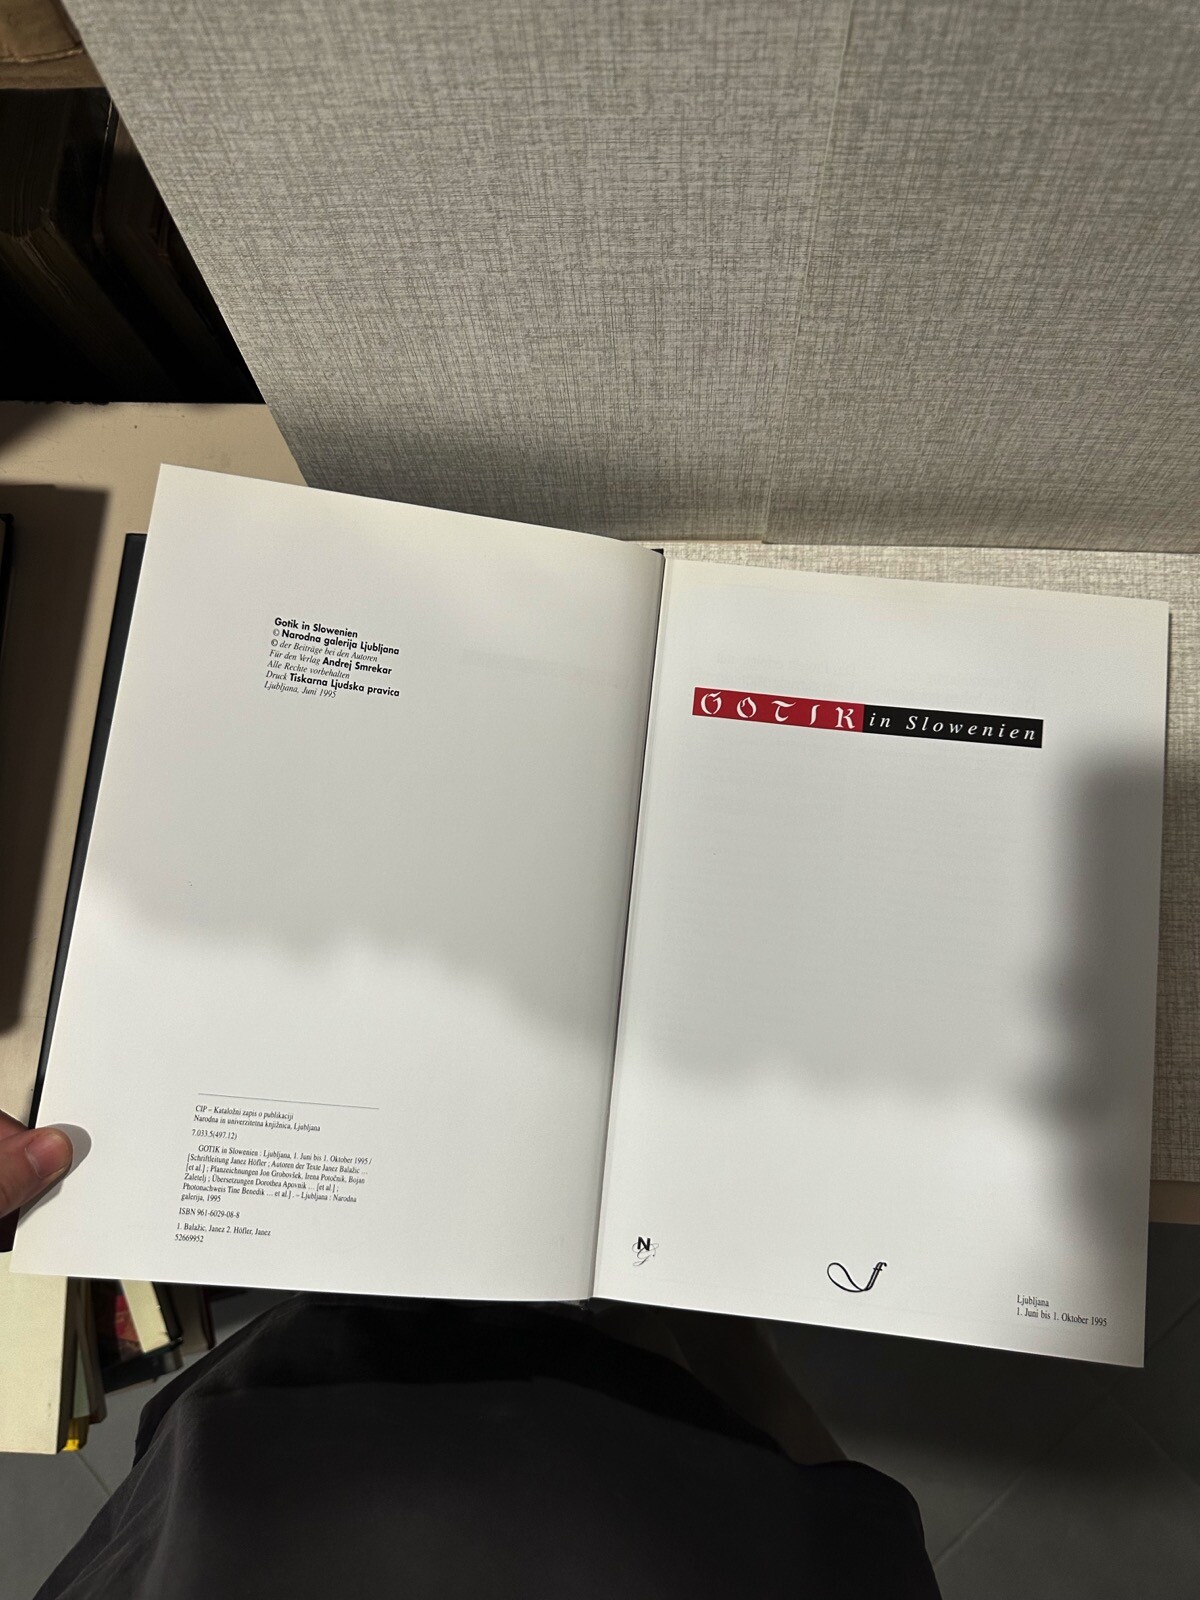 Gotik in Slowenien
© Narodna galerija Ljubljana
© der Beiträge bei den Autoren
Für den Verlag Andrej Smrekar
Alle Rechte vorbehalten
Druck Tiskarna Ljudska pravica
Ljubljana, Juni 1995
CIP – Kataložni zapis o publikaciji
Narodna in univerzitetna knjižnica, Ljubljana
7.033.5(497.12)
GOTIK in Slowenien : Ljubljana, 1. Juni bis 1. Oktober 1995 /
[Schriftleitung Janez Höfler ; Autoren der Texte Janez Balažic ...
[et al.] ; Planzeichnungen Jon Grobovšek, Irena Potočnik, Bojan
Zaletelj ; Übersetzungen Dorothea Apovnik ... [et al.] ;
Photonachweis Tine Benedik ... et al.] . – Ljubljana : Narodna
galerija, 1995
ISBN 961-6029-08-8
1. Balažic, Janez 2. Höfler, Janez
52669952
GOTIK in Slowenien
NG
Ljubljana
1. Juni bis 1. Oktober 1995